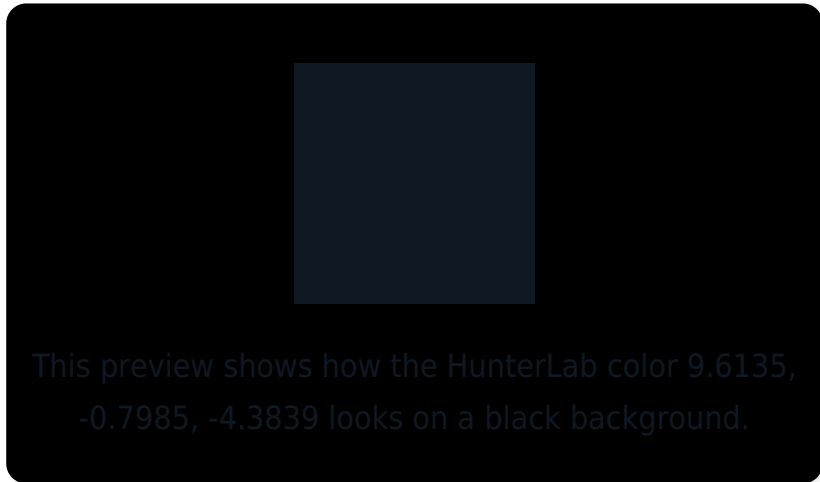 This preview shows how the HunterLab color 9.6135,
-0.7985, -4.3839 looks on a black background.